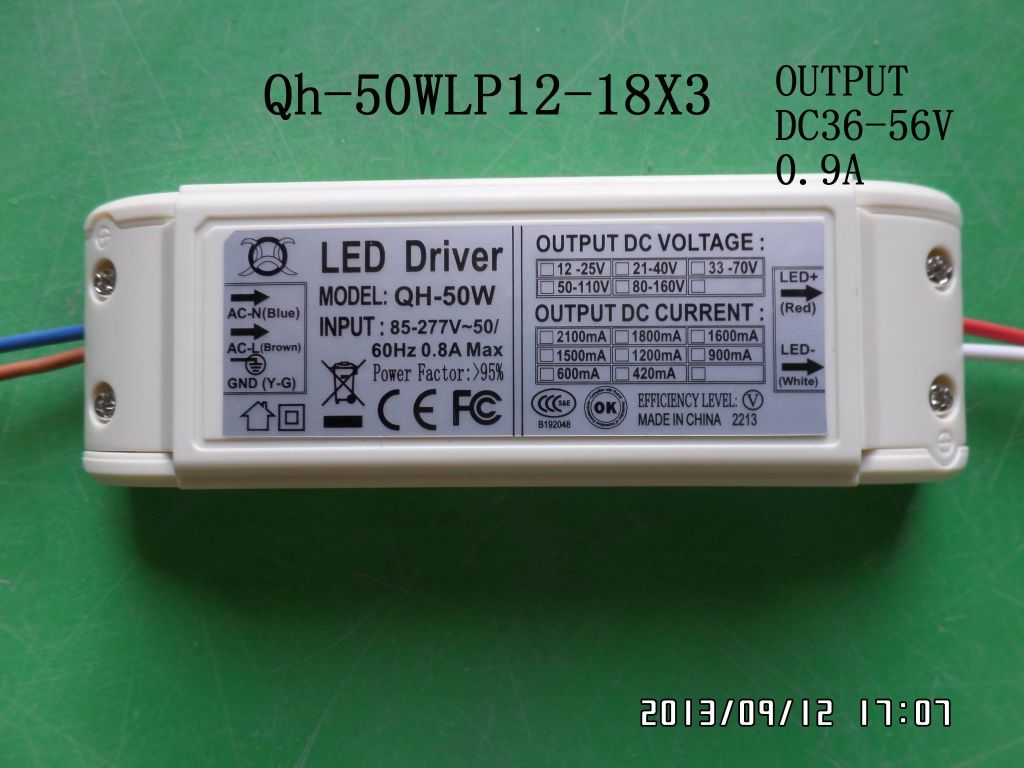 Qh-50WLP12-18X3
OUTPUT
DC36-56V
0.9A
LED Driver
MODEL: QH-50W
INPUT : 85-277V~50/
60Hz 0.8A Max
Power Factor:>95%
AC-N(Blue)
AC-L(Brown)
GND (Y-G)
CE FC
OUTPUT DC VOLTAGE :
12 -25V 21-40V 33 -70V
50-110V 80-160V
OUTPUT DC CURRENT :
2100mA 1800mA 1600mA
1500mA 1200mA 900mA
600mA 420mA
CCC S&E
B192048
OK
EFFICIENCY LEVEL: V
MADE IN CHINA 2213
LED+
(Red)
LED-
(White)
2013/09/12 17:07